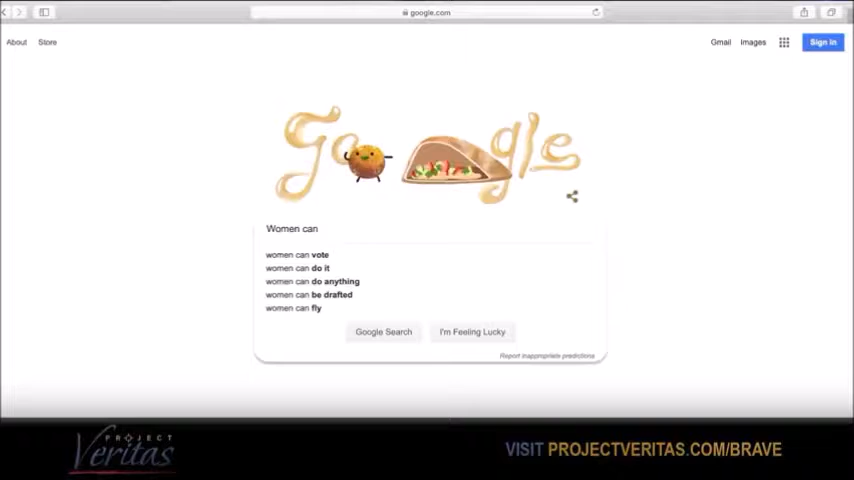 google.com
About Store Gmail Images Sign in
Google
Women can
women can vote
women can do it
women can do anything
women can be drafted
women can fly
Google Search I'm Feeling Lucky
Report inappropriate predictions
PROJECT
Veritas
VISIT PROJECTVERITAS.COM/BRAVE